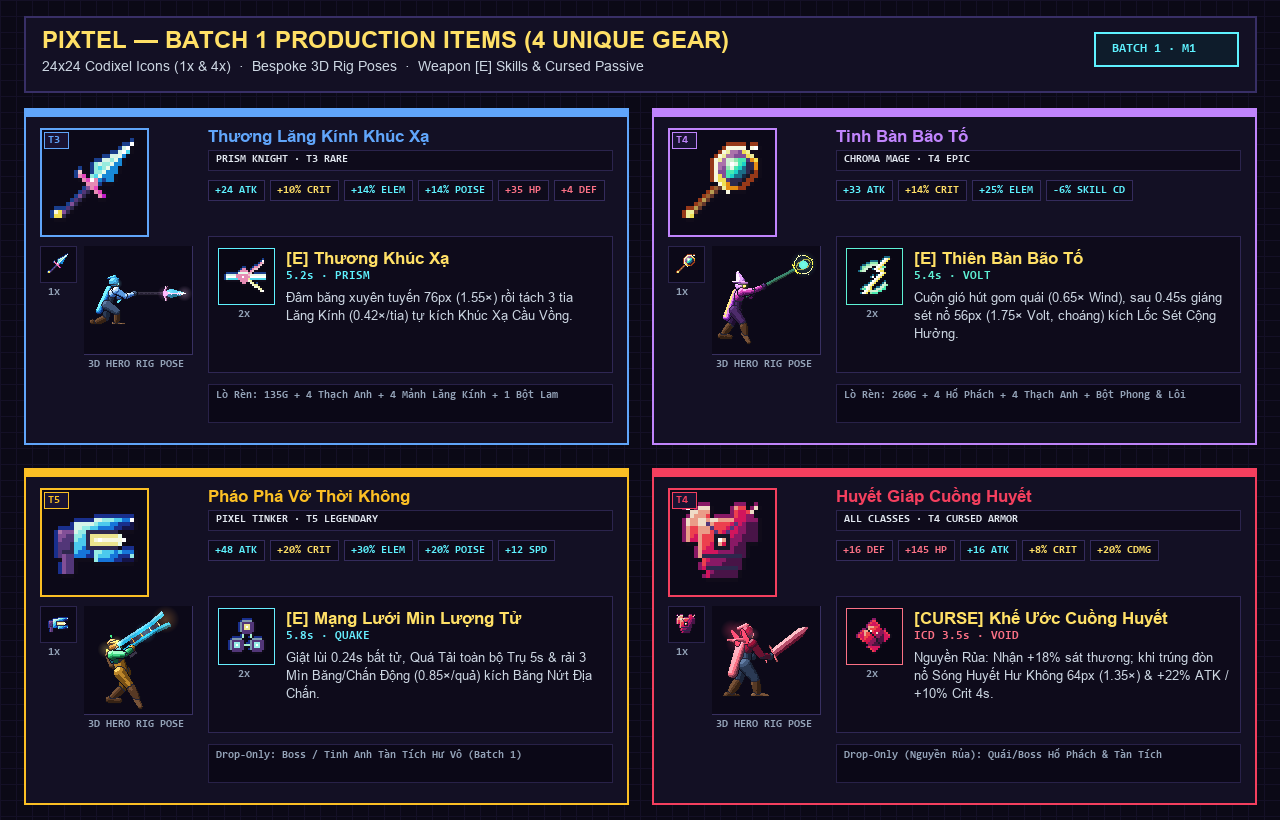 PIXTEL — BATCH 1 PRODUCTION ITEMS (4 UNIQUE GEAR)
24x24 Codixel Icons (1x & 4x) · Bespoke 3D Rig Poses · Weapon [E] Skills & Cursed Passive
BATCH 1 · M1
T3
Thương Lăng Kính Khúc Xạ
PRISM KNIGHT · T3 RARE
+24 ATK
+10% CRIT
+14% ELEM
+14% POISE
+35 HP
+4 DEF
1x
3D HERO RIG POSE
2x
[E] Thương Khúc Xạ
5.2s · PRISM
Đâm băng xuyên tuyến 76px (1.55×) rồi tách 3 tia
Lăng Kính (0.42×/tia) tự kích Khúc Xạ Cầu Vồng.
Lò Rèn: 135G + 4 Thạch Anh + 4 Mảnh Lăng Kính + 1 Bột Lam
T4
Tinh Bàn Bão Tố
CHROMA MAGE · T4 EPIC
+33 ATK
+14% CRIT
+25% ELEM
-6% SKILL CD
1x
3D HERO RIG POSE
2x
[E] Thiên Bàn Bão Tố
5.4s · VOLT
Cuộn gió hút gom quái (0.65× Wind), sau 0.45s giáng
sét nổ 56px (1.75× Volt, choáng) kích Lốc Sét Cộng
Hưởng.
Lò Rèn: 260G + 4 Hổ Phách + 4 Thạch Anh + Bột Phong & Lôi
T5
Pháo Phá Vỡ Thời Không
PIXEL TINKER · T5 LEGENDARY
+48 ATK
+20% CRIT
+30% ELEM
+20% POISE
+12 SPD
1x
3D HERO RIG POSE
2x
[E] Mạng Lưới Mìn Lượng Tử
5.8s · QUAKE
Giật lùi 0.24s bất tử, Quá Tải toàn bộ Trụ 5s & rải 3
Mìn Băng/Chấn Động (0.85×/quả) kích Băng Nứt Địa
Chấn.
Drop-Only: Boss / Tinh Anh Tàn Tích Hư Vô (Batch 1)
T4
Huyết Giáp Cuồng Huyết
ALL CLASSES · T4 CURSED ARMOR
+16 DEF
+145 HP
+16 ATK
+8% CRIT
+20% CDMG
1x
3D HERO RIG POSE
2x
[CURSE] Khế Ước Cuồng Huyết
ICD 3.5s · VOID
Nguyền Rủa: Nhận +18% sát thương; khi trúng đòn
nổ Sóng Huyết Hư Không 64px (1.35×) & +22% ATK /
+10% Crit 4s.
Drop-Only (Nguyền Rủa): Quái/Boss Hổ Phách & Tàn Tích